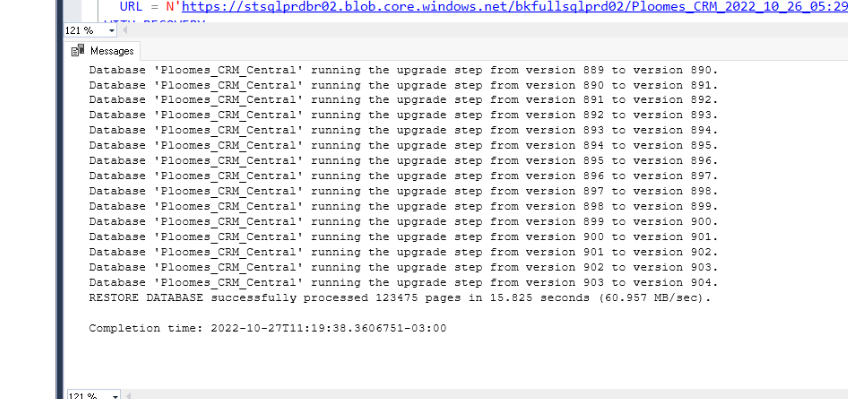 URL = N'https://stsqlprdbr02.blob.core.windows.net/bkfullsqlprd02/Ploomes_CRM_2022_10_26_05:29
WITH RECOVERY
121 %
Messages
Database 'Ploomes_CRM_Central' running the upgrade step from version 889 to version 890.
Database 'Ploomes_CRM_Central' running the upgrade step from version 890 to version 891.
Database 'Ploomes_CRM_Central' running the upgrade step from version 891 to version 892.
Database 'Ploomes_CRM_Central' running the upgrade step from version 892 to version 893.
Database 'Ploomes_CRM_Central' running the upgrade step from version 893 to version 894.
Database 'Ploomes_CRM_Central' running the upgrade step from version 894 to version 895.
Database 'Ploomes_CRM_Central' running the upgrade step from version 895 to version 896.
Database 'Ploomes_CRM_Central' running the upgrade step from version 896 to version 897.
Database 'Ploomes_CRM_Central' running the upgrade step from version 897 to version 898.
Database 'Ploomes_CRM_Central' running the upgrade step from version 898 to version 899.
Database 'Ploomes_CRM_Central' running the upgrade step from version 899 to version 900.
Database 'Ploomes_CRM_Central' running the upgrade step from version 900 to version 901.
Database 'Ploomes_CRM_Central' running the upgrade step from version 901 to version 902.
Database 'Ploomes_CRM_Central' running the upgrade step from version 902 to version 903.
Database 'Ploomes_CRM_Central' running the upgrade step from version 903 to version 904.
RESTORE DATABASE successfully processed 123475 pages in 15.825 seconds (60.957 MB/sec).
Completion time: 2022-10-27T11:19:38.3606751-03:00
121 %